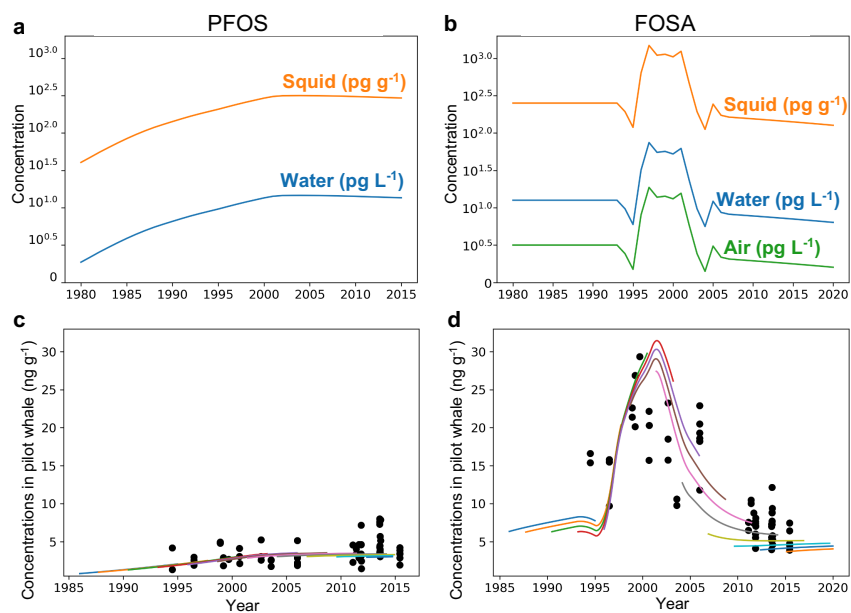 PFOS
FOSA
a
b
Concentration
10^3.0
10^2.5
10^2.0
10^1.5
10^1.0
10^0.5
0
Squid (pg g⁻¹)
Water (pg L⁻¹)
1980 1985 1990 1995 2000 2005 2010 2015
Concentration
10^3.0
10^2.5
10^2.0
10^1.5
10^1.0
10^0.5
0
Squid (pg g⁻¹)
Water (pg L⁻¹)
Air (pg L⁻¹)
1980 1985 1990 1995 2000 2005 2010 2015 2020
c
d
Concentrations in pilot whale (ng g⁻¹)
30
25
20
15
10
5
1985 1990 1995 2000 2005 2010 2015
Year
Concentrations in pilot whale (ng g⁻¹)
30
25
20
15
10
5
1985 1990 1995 2000 2005 2010 2015 2020
Year